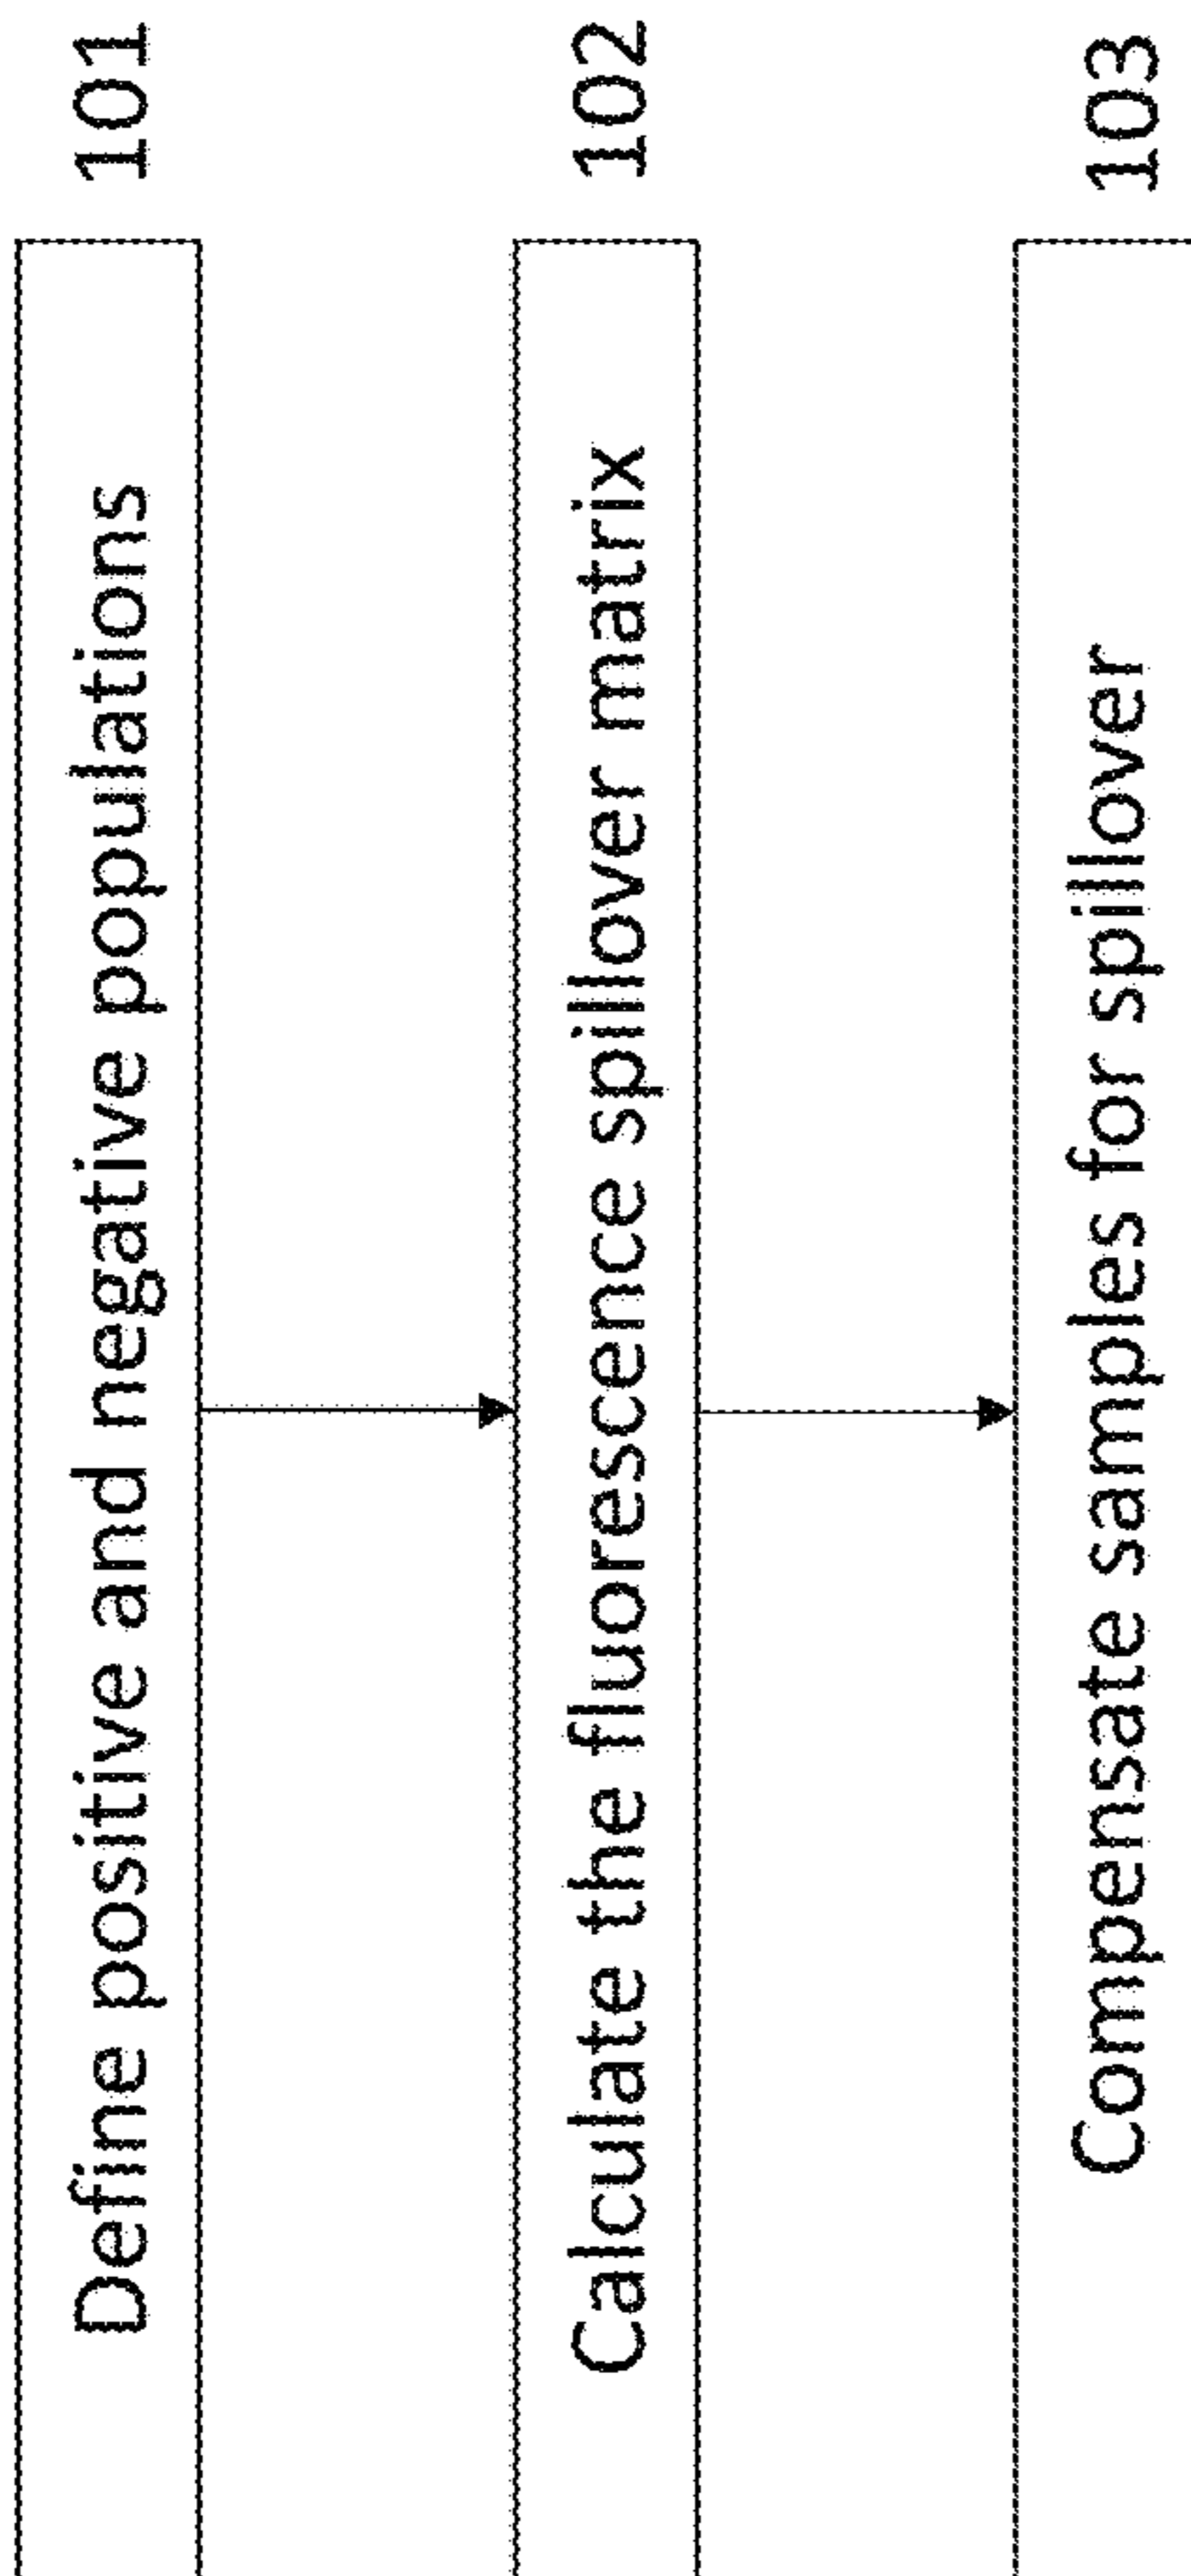 Define positive and negative populations 101
Calculate the fluorescence spillover matrix 102
Compensate samples for spillover 103